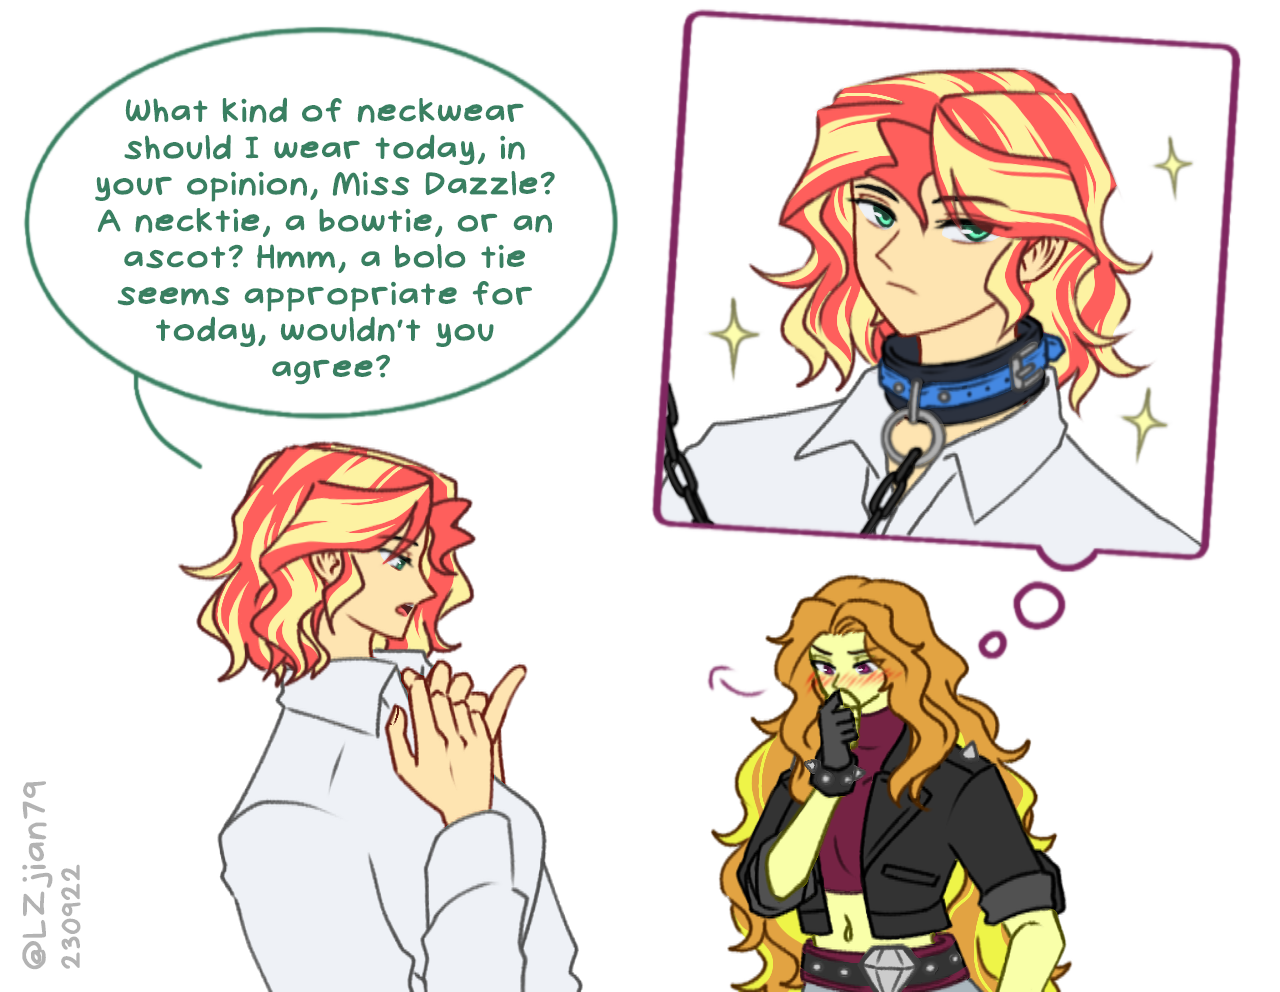 What kind of neckwear
should I wear today, in
your opinion, Miss Dazzle?
A necktie, a bowtie, or an
ascot? Hmm, a bolo tie
seems appropriate for
today, wouldn't you
agree?
@LZjian79
230922